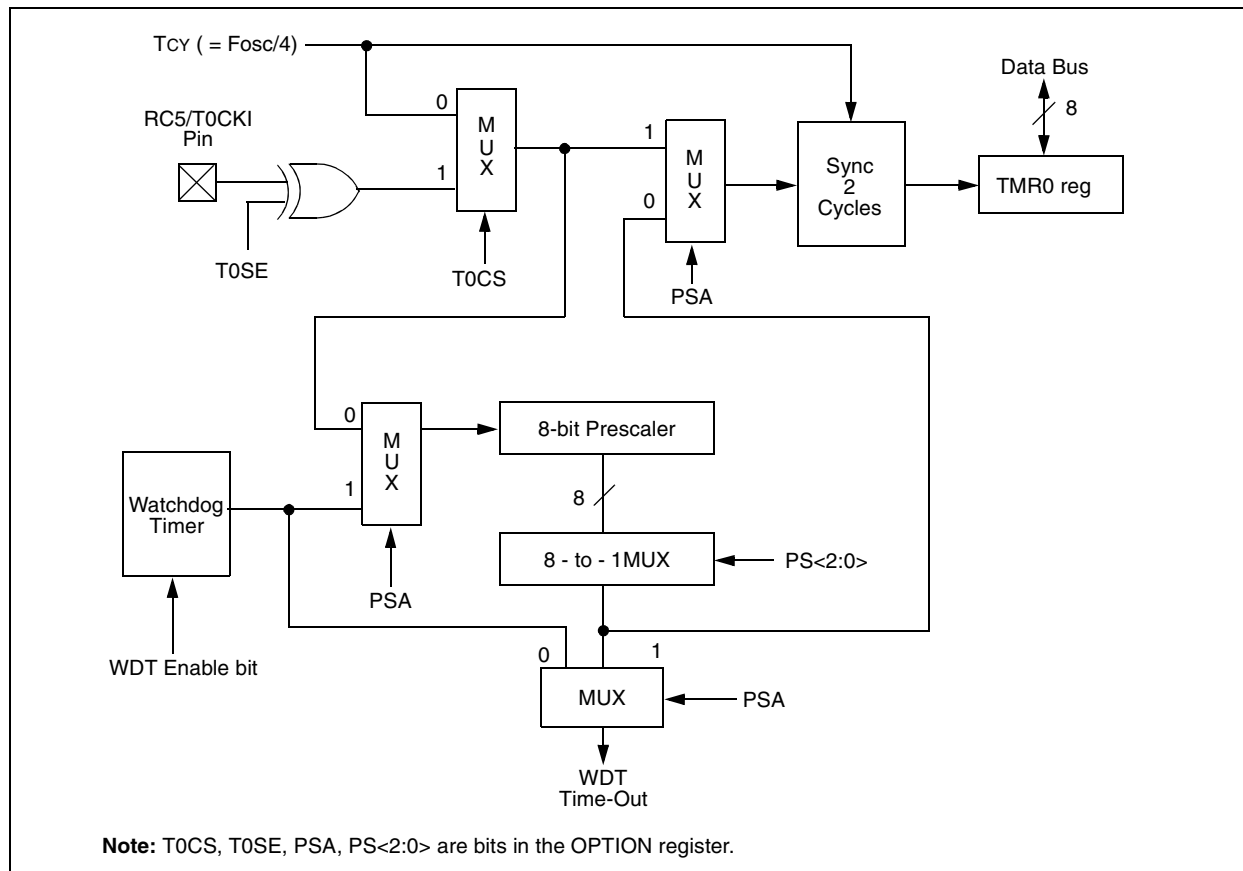 TCY ( = Fosc/4)
Data Bus
RC5/T0CKI
Pin
0
M
U
X
1
8
1
M
U
X
0
Sync
2
Cycles
TMR0 reg
T0SE
T0CS
PSA
0
M
U
X
1
8-bit Prescaler
Watchdog
Timer
8
8 - to - 1MUX
PS<2:0>
PSA
WDT Enable bit
0
1
MUX
PSA
WDT
Time-Out
Note: T0CS, T0SE, PSA, PS<2:0> are bits in the OPTION register.